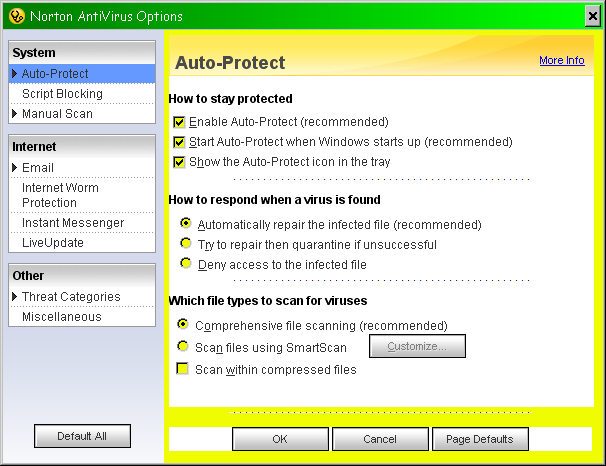 Norton AntiVirus Options
System
Auto-Protect
Script Blocking
Manual Scan
Internet
Email
Internet Worm
Protection
Instant Messenger
LiveUpdate
Other
Threat Categories
Miscellaneous
Default All
Auto-Protect
More Info
How to stay protected
Enable Auto-Protect (recommended)
Start Auto-Protect when Windows starts up (recommended)
Show the Auto-Protect icon in the tray
How to respond when a virus is found
Automatically repair the infected file (recommended)
Try to repair then quarantine if unsuccessful
Deny access to the infected file
Which file types to scan for viruses
Comprehensive file scanning (recommended)
Scan files using SmartScan
Customize...
Scan within compressed files
OK
Cancel
Page Defaults